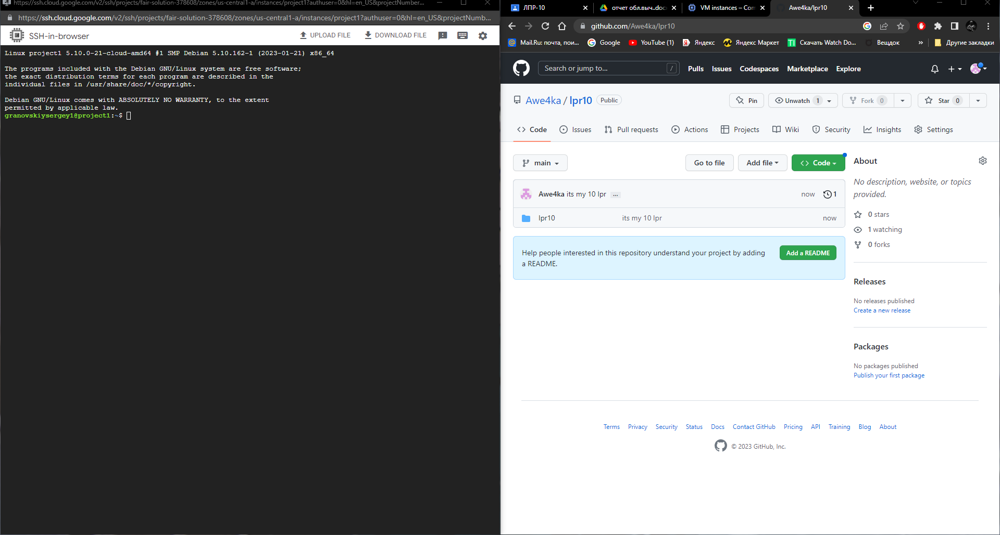 https://ssh.cloud.google.com/v2/ssh/projects/fair-solution-378608/zones/us-central1-a/instances/project1?authuser=0&hl=en_US&projectNumber...
https://ssh.cloud.google.com/v2/ssh/projects/fair-solution-378608/zones/us-central1-a/instances/project1?authuser=0&hl=en_US&projectNumb...
SSH-in-browser
UPLOAD FILE
DOWNLOAD FILE
Linux project1 5.10.0-21-cloud-amd64 #1 SMP Debian 5.10.162-1 (2023-01-21) x86_64
The programs included with the Debian GNU/Linux system are free software;
the exact distribution terms for each program are described in the
individual files in /usr/share/doc/*/copyright.
Debian GNU/Linux comes with ABSOLUTELY NO WARRANTY, to the extent
permitted by applicable law.
granovskiysergey1@project1:~$
ЛПР-10
отчет обл.выч..doc
VM instances – Com
Awe4ka/lpr10
github.com/Awe4ka/lpr10
Mail.Ru: почта, пои...
Google
YouTube (1)
Яндекс
Яндекс Маркет
Скачать Watch Do...
Вещдок
»
Другие закладки
Search or jump to...
/
Pulls
Issues
Codespaces
Marketplace
Explore
Awe4ka / lpr10
Public
Pin
Unwatch 1
Fork 0
Star 0
Code
Issues
Pull requests
Actions
Projects
Wiki
Security
Insights
Settings
main
Go to file
Add file
Code
Awe4ka its my 10 lpr ...
now
1
lpr10
its my 10 lpr
now
Help people interested in this repository understand your project by adding
a README.
Add a README
About
No description, website, or topics
provided.
0 stars
1 watching
0 forks
Releases
No releases published
Create a new release
Packages
No packages published
Publish your first package
Terms
Privacy
Security
Status
Docs
Contact GitHub
Pricing
API
Training
Blog
About
© 2023 GitHub, Inc.